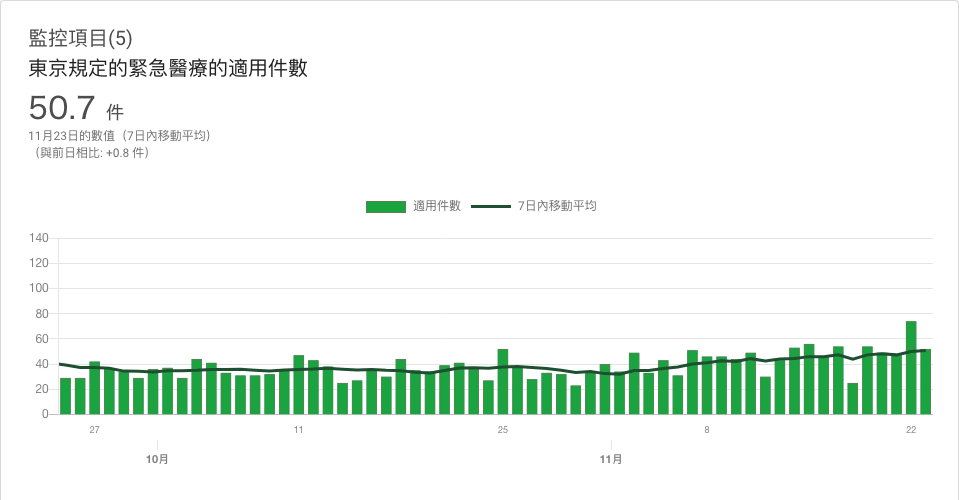 監控項目(5)
東京規定的緊急醫療的適用件數
50.7 件
11月23日的數值（7日內移動平均）
（與前日相比: +0.8 件）
適用件數 7日內移動平均
140
120
100
80
60
40
20
0
27 11 25 8 22
10月 11月